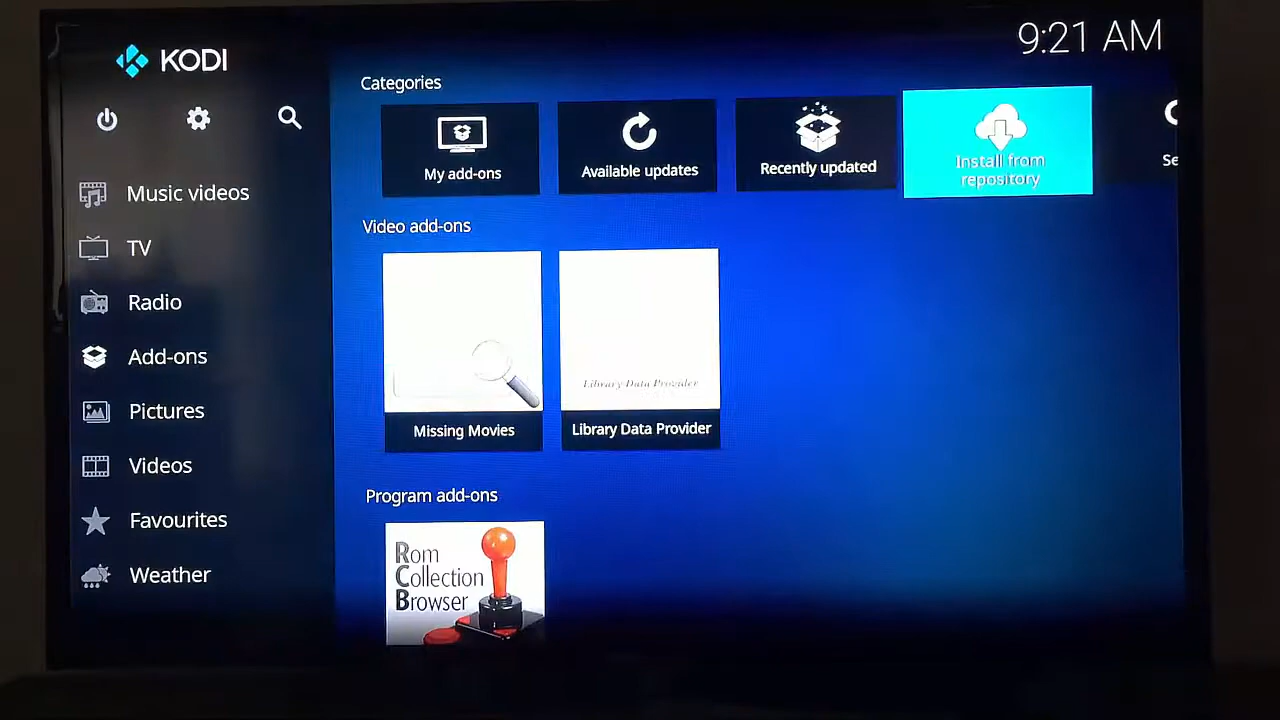 KODI
9:21 AM
Categories
My add-ons
Available updates
Recently updated
Install from
repository
Se
Music videos
TV
Radio
Add-ons
Pictures
Videos
Favourites
Weather
Video add-ons
Library Data Provider
Missing Movies
Library Data Provider
Program add-ons
Rom
Collection
Browser